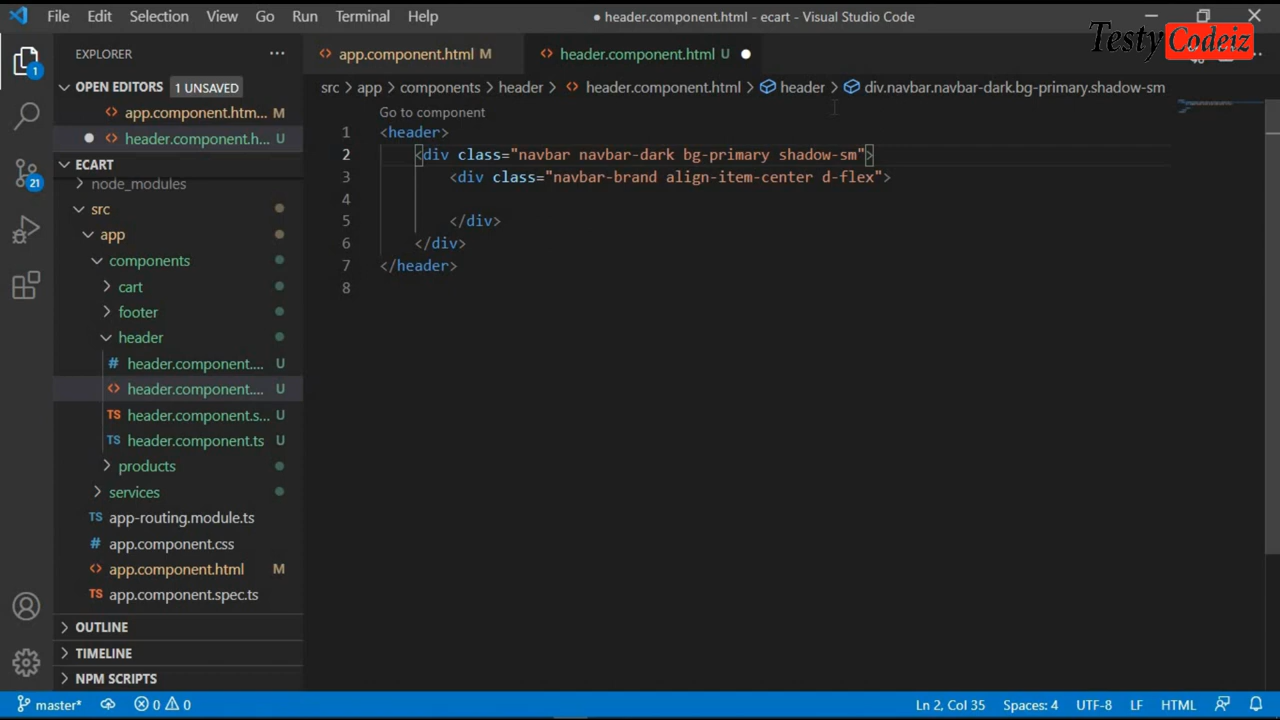 File Edit Selection View Go Run Terminal Help
● header.component.html - ecart - Visual Studio Code
Testy Codeiz
EXPLORER
OPEN EDITORS 1 UNSAVED
app.component.htm... M
header.component.h... U
ECART
node_modules
src
app
components
cart
footer
header
header.component.... U
header.component.... U
header.component.s... U
header.component.ts U
products
services
app-routing.module.ts
app.component.css
app.component.html M
app.component.spec.ts
OUTLINE
TIMELINE
NPM SCRIPTS
1
21
app.component.html M
header.component.html U
src > app > components > header > header.component.html > header > div.navbar.navbar-dark.bg-primary.shadow-sm
Go to component
1 <header>
2 <div class="navbar navbar-dark bg-primary shadow-sm">
3 <div class="navbar-brand align-item-center d-flex">
4
5 </div>
6 </div>
7 </header>
8
master* 0 0 Ln 2, Col 35 Spaces: 4 UTF-8 LF HTML